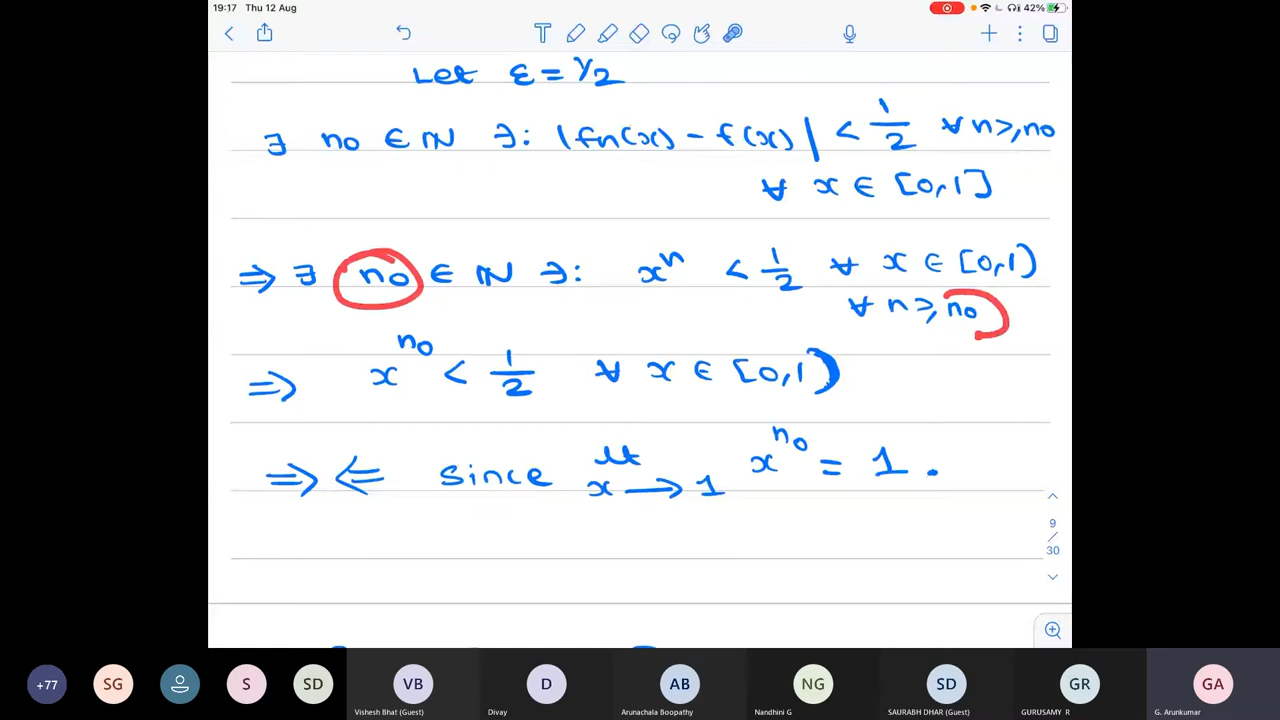 19:17 Thu 12 Aug
42%
Let ε = 1/2
∃ n₀ ∈ ℕ ∋: |fn(x) - f(x)| < 1/2 ∀ n ≥, n₀
∀ x ∈ [0,1]
⇒ ∃ n₀ ∈ ℕ ∋: xⁿ < 1/2 ∀ x ∈ [0,1)
∀ n ≥, n₀
⇒ x^n₀ < 1/2 ∀ x ∈ [0,1)
⇒⇐ since lt x→1 x^n₀ = 1.
9
/
30
+77
SG
S
SD
VB
D
AB
NG
SD
GR
GA
Vishesh Bhat (Guest)
Divay
Arunachala Boopathy
Nandhini G
SAURABH DHAR (Guest)
GURUSAMY R
G. Arunkumar